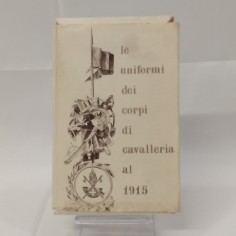 le
uniformi
dei
corpi
di
cavalleria
al
1915